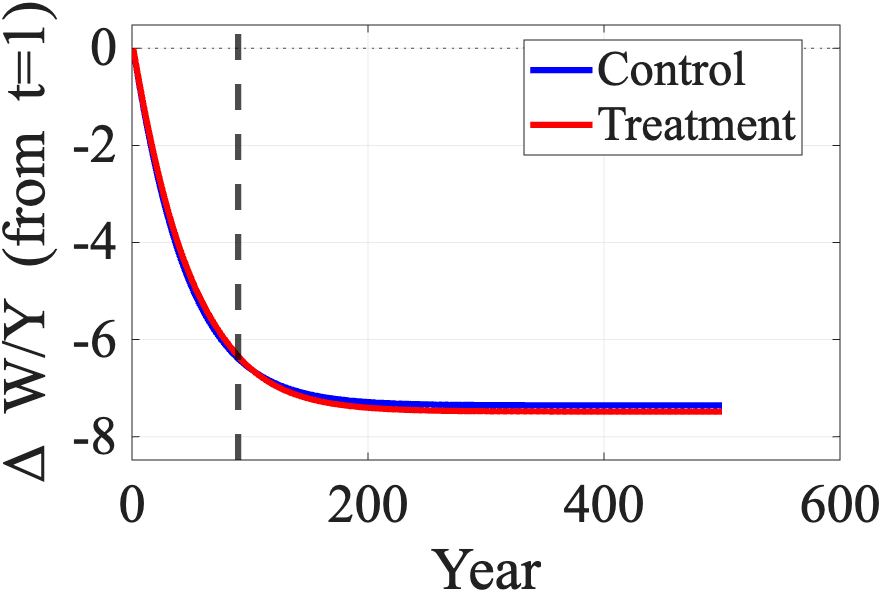 Δ W/Y (from t=1)
0
-2
-4
-6
-8
Control
Treatment
0 200 400 600
Year